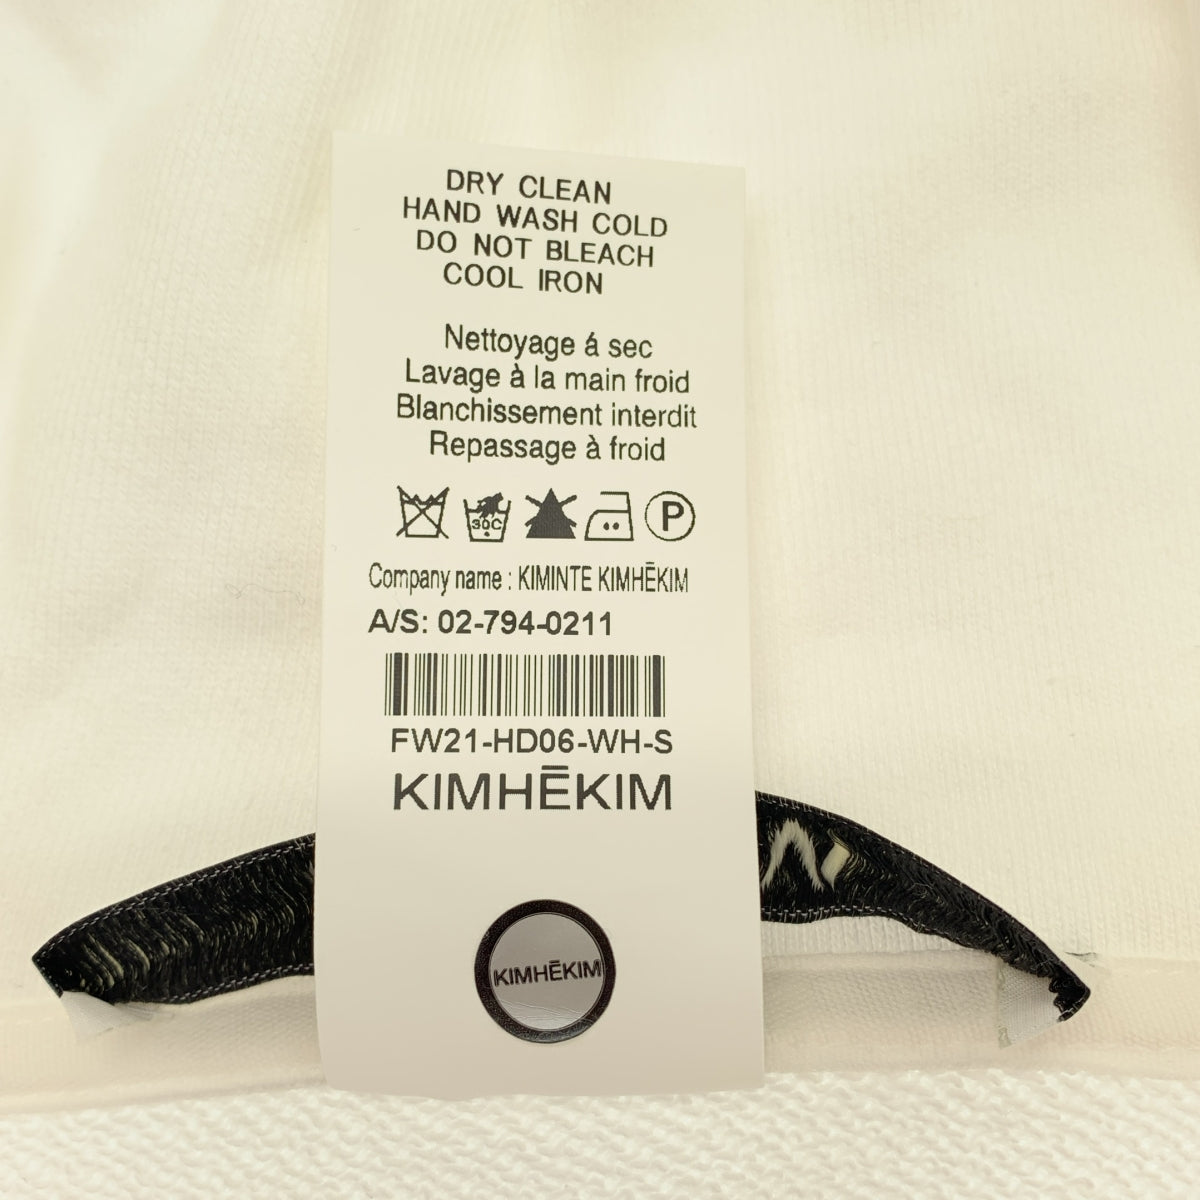 DRY CLEAN
HAND WASH COLD
DO NOT BLEACH
COOL IRON
Nettoyage á sec
Lavage à la main froid
Blanchissement interdit
Repassage à froid
30C
P
Company name : KIMINTE KIMHĒKIM
A/S: 02-794-0211
FW21-HD06-WH-S
KIMHĒKIM
KIMHĒKIM